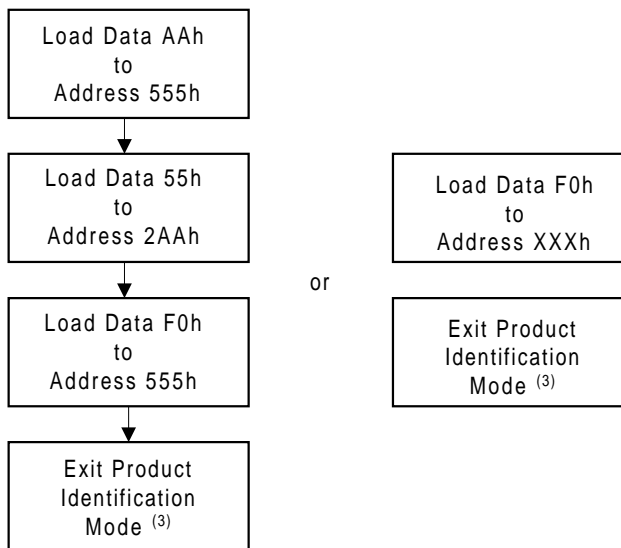 Load Data AAh
to
Address 555h
Load Data 55h
to
Address 2AAh
Load Data F0h
to
Address 555h
Exit Product
Identification
Mode (3)
or
Load Data F0h
to
Address XXXh
Exit Product
Identification
Mode (3)